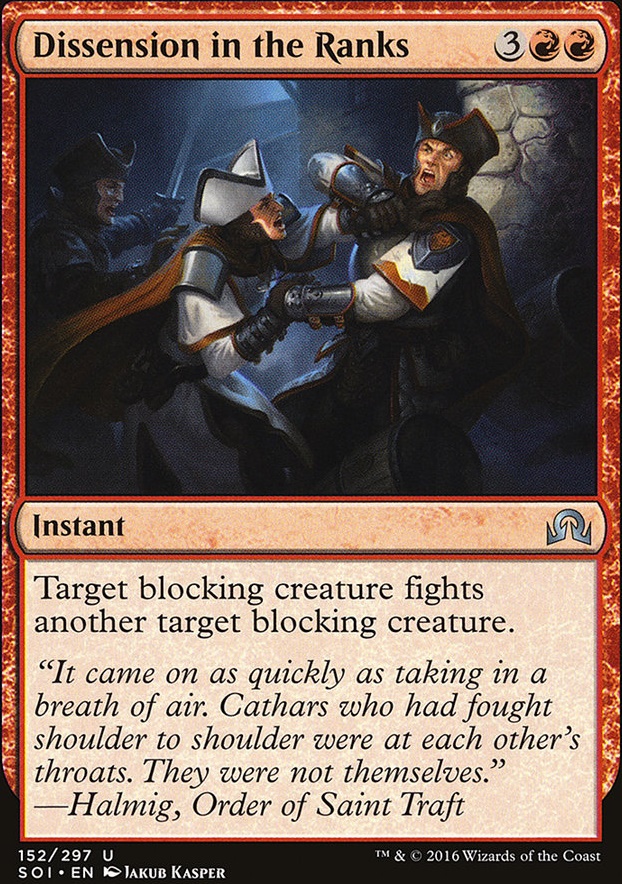 Dissension in the Ranks 3
Instant
Target blocking creature fights
another target blocking creature.
“It came on as quickly as taking in a
breath of air. Cathars who had fought
shoulder to shoulder were at each other’s
throats. They were not themselves.”
—Halmig, Order of Saint Traft
152/297 U
SOI • EN Jakub Kasper
™ & © 2016 Wizards of the Coast